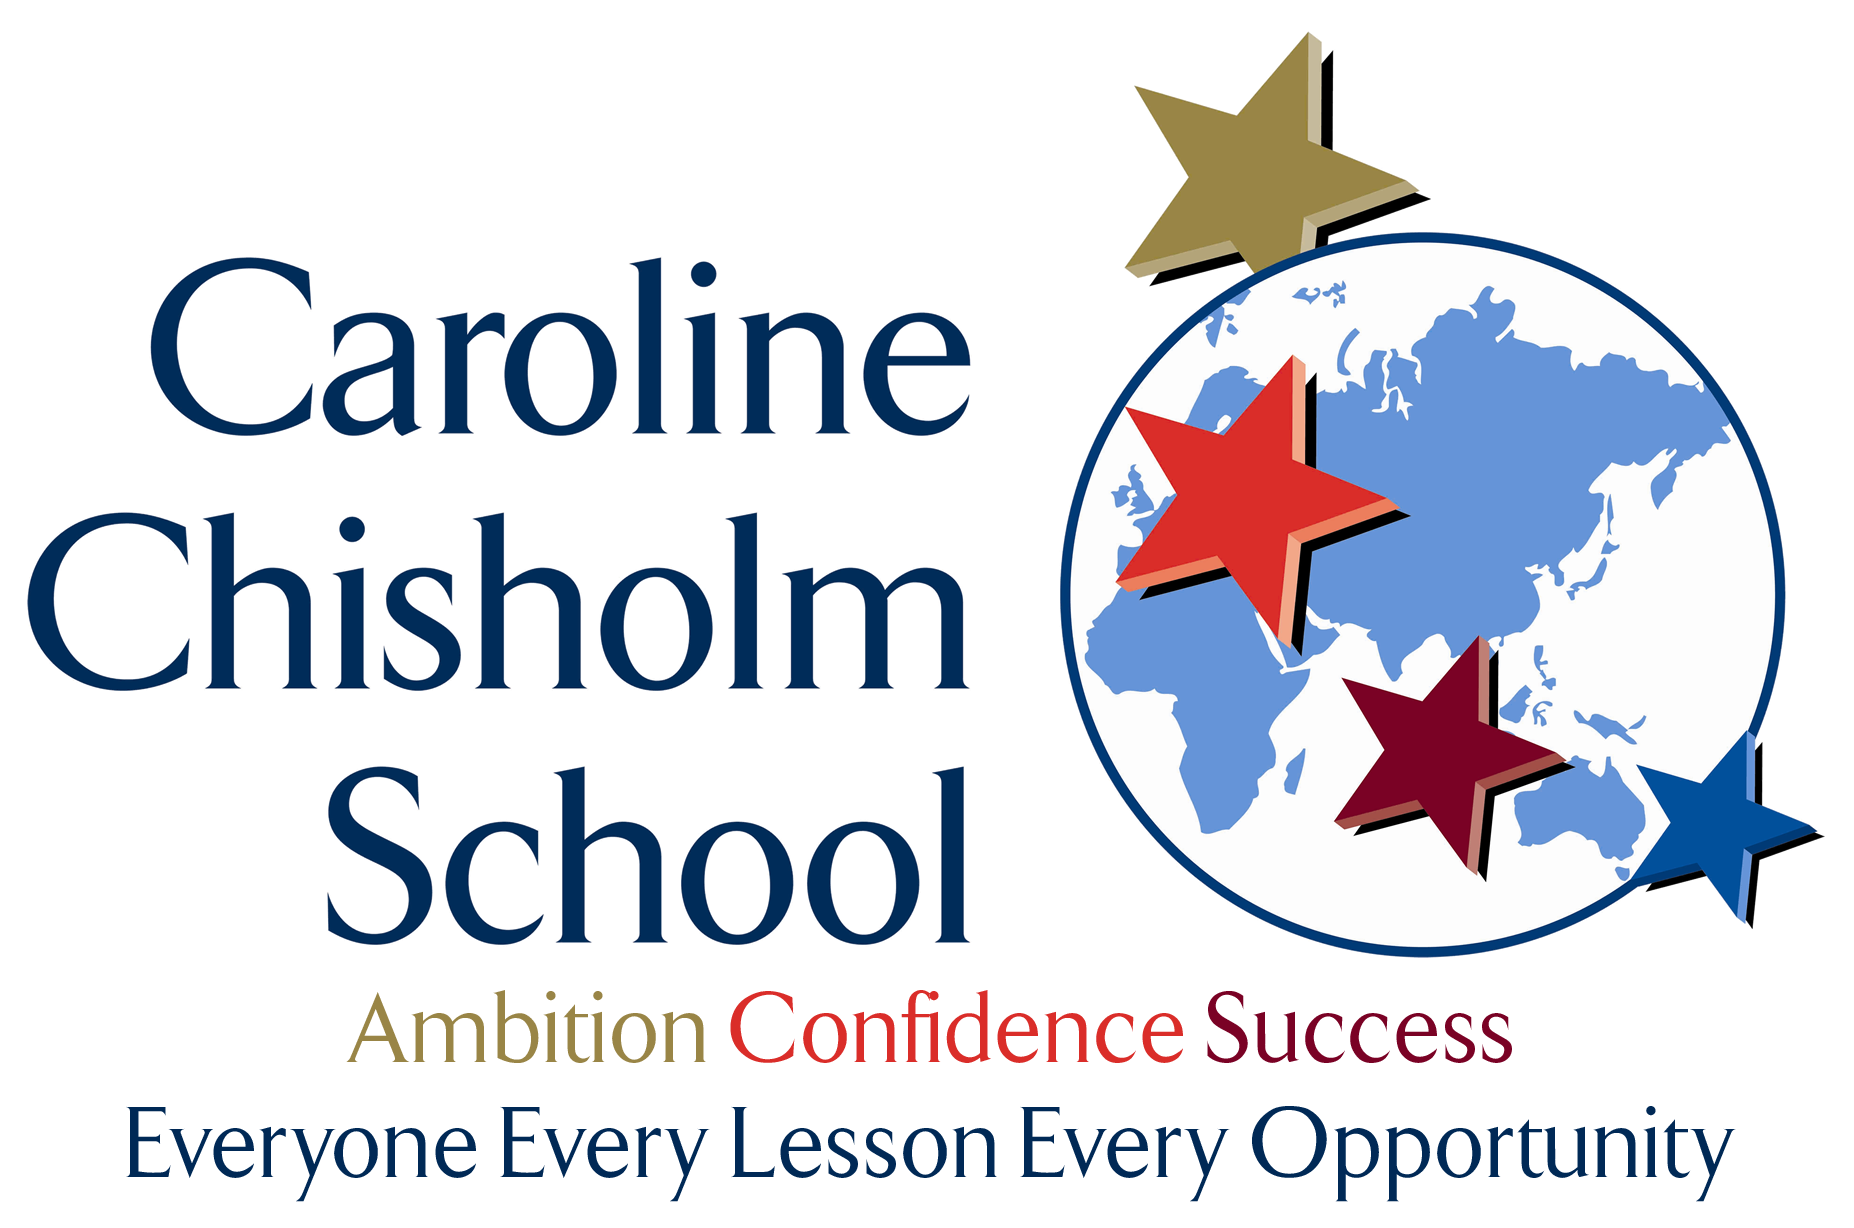 Caroline
Chisholm
School
Ambition Confidence Success
Everyone Every Lesson Every Opportunity